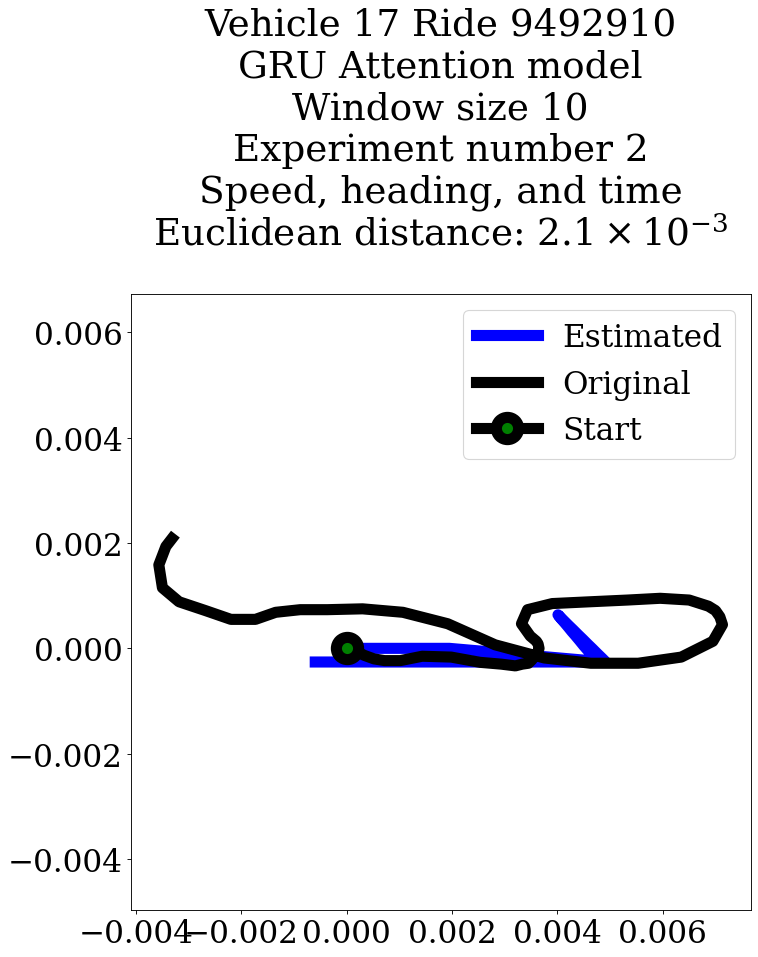 Vehicle 17 Ride 9492910
GRU Attention model
Window size 10
Experiment number 2
Speed, heading, and time
Euclidean distance: 2.1 × 10⁻³
Estimated
Original
Start
0.006
0.004
0.002
0.000
−0.002
−0.004
−0.004 −0.002 0.000 0.002 0.004 0.006